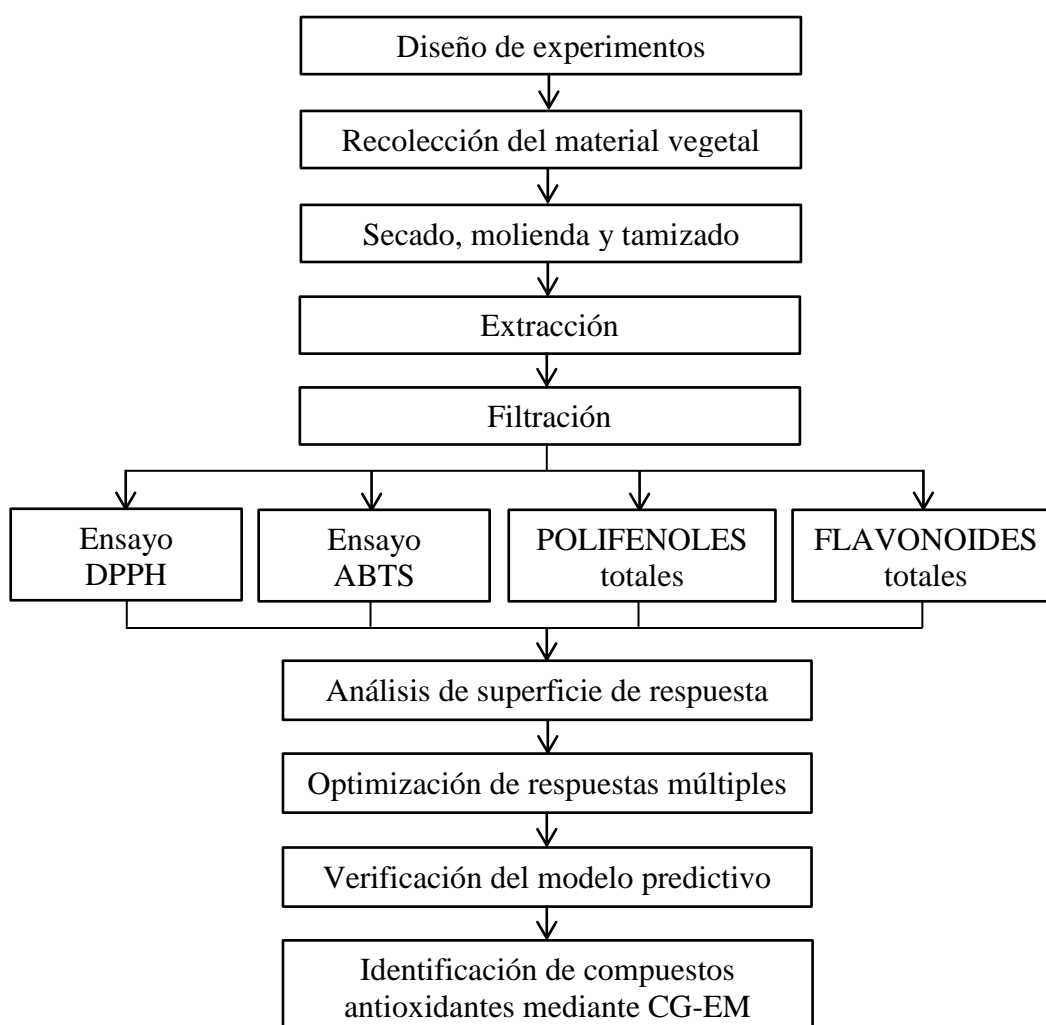 Diseño de experimentos
Recolección del material vegetal
Secado, molienda y tamizado
Extracción
Filtración
Ensayo
DPPH
Ensayo
ABTS
POLIFENOLES
totales
FLAVONOIDES
totales
Análisis de superficie de respuesta
Optimización de respuestas múltiples
Verificación del modelo predictivo
Identificación de compuestos
antioxidantes mediante CG-EM